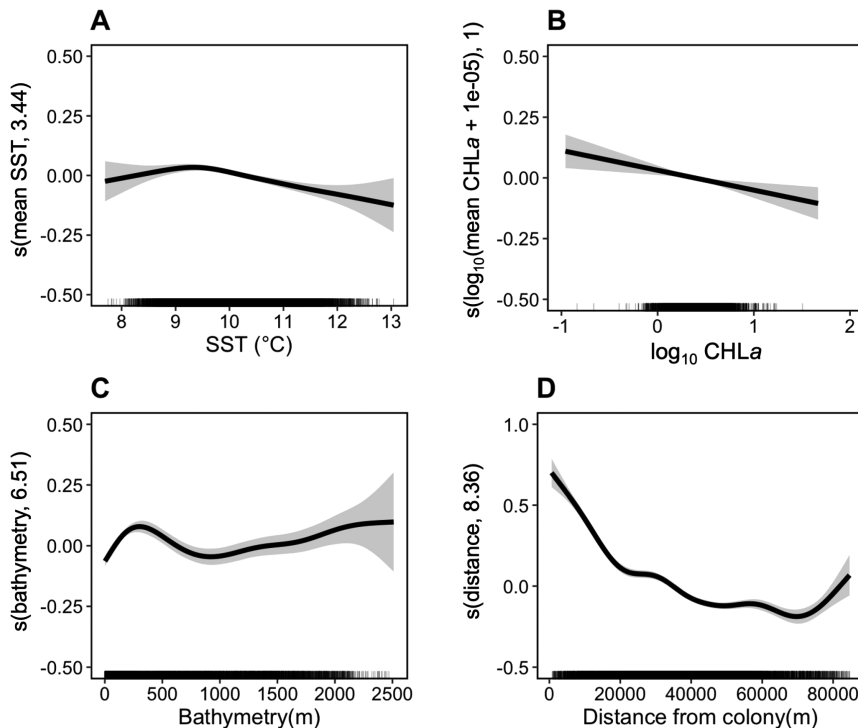 A
s(mean SST, 3.44)
0.50
0.25
0.00
-0.25
-0.50
8 9 10 11 12 13
SST (°C)
B
s(log₁₀(mean CHLa + 1e-05), 1)
0.50
0.25
0.00
-0.25
-0.50
-1 0 1 2
log₁₀ CHLa
C
s(bathymetry, 6.51)
0.50
0.25
0.00
-0.25
-0.50
0 500 1000 1500 2000 2500
Bathymetry(m)
D
s(distance, 8.36)
1.0
0.5
0.0
-0.5
0 20000 40000 60000 80000
Distance from colony(m)